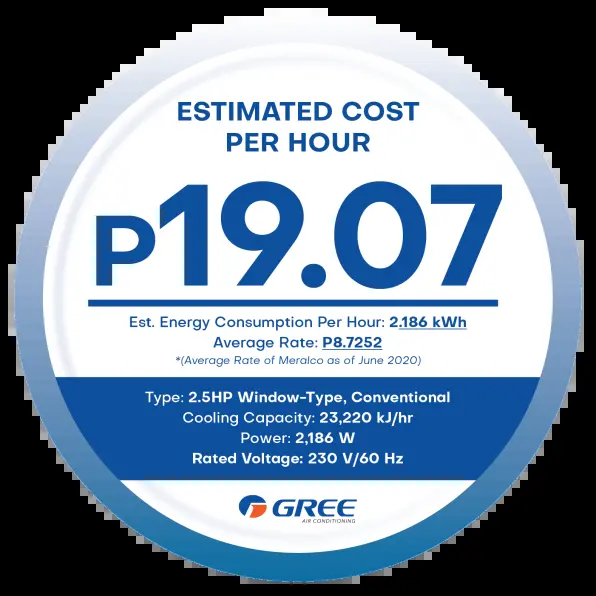 ESTIMATED COST
PER HOUR
P19.07
Est. Energy Consumption Per Hour: 2.186 kWh
Average Rate: P8.7252
*(Average Rate of Meralco as of June 2020)
Type: 2.5HP Window-Type, Conventional
Cooling Capacity: 23,220 kJ/hr
Power: 2,186 W
Rated Voltage: 230 V/60 Hz
GREE
AIR CONDITIONING